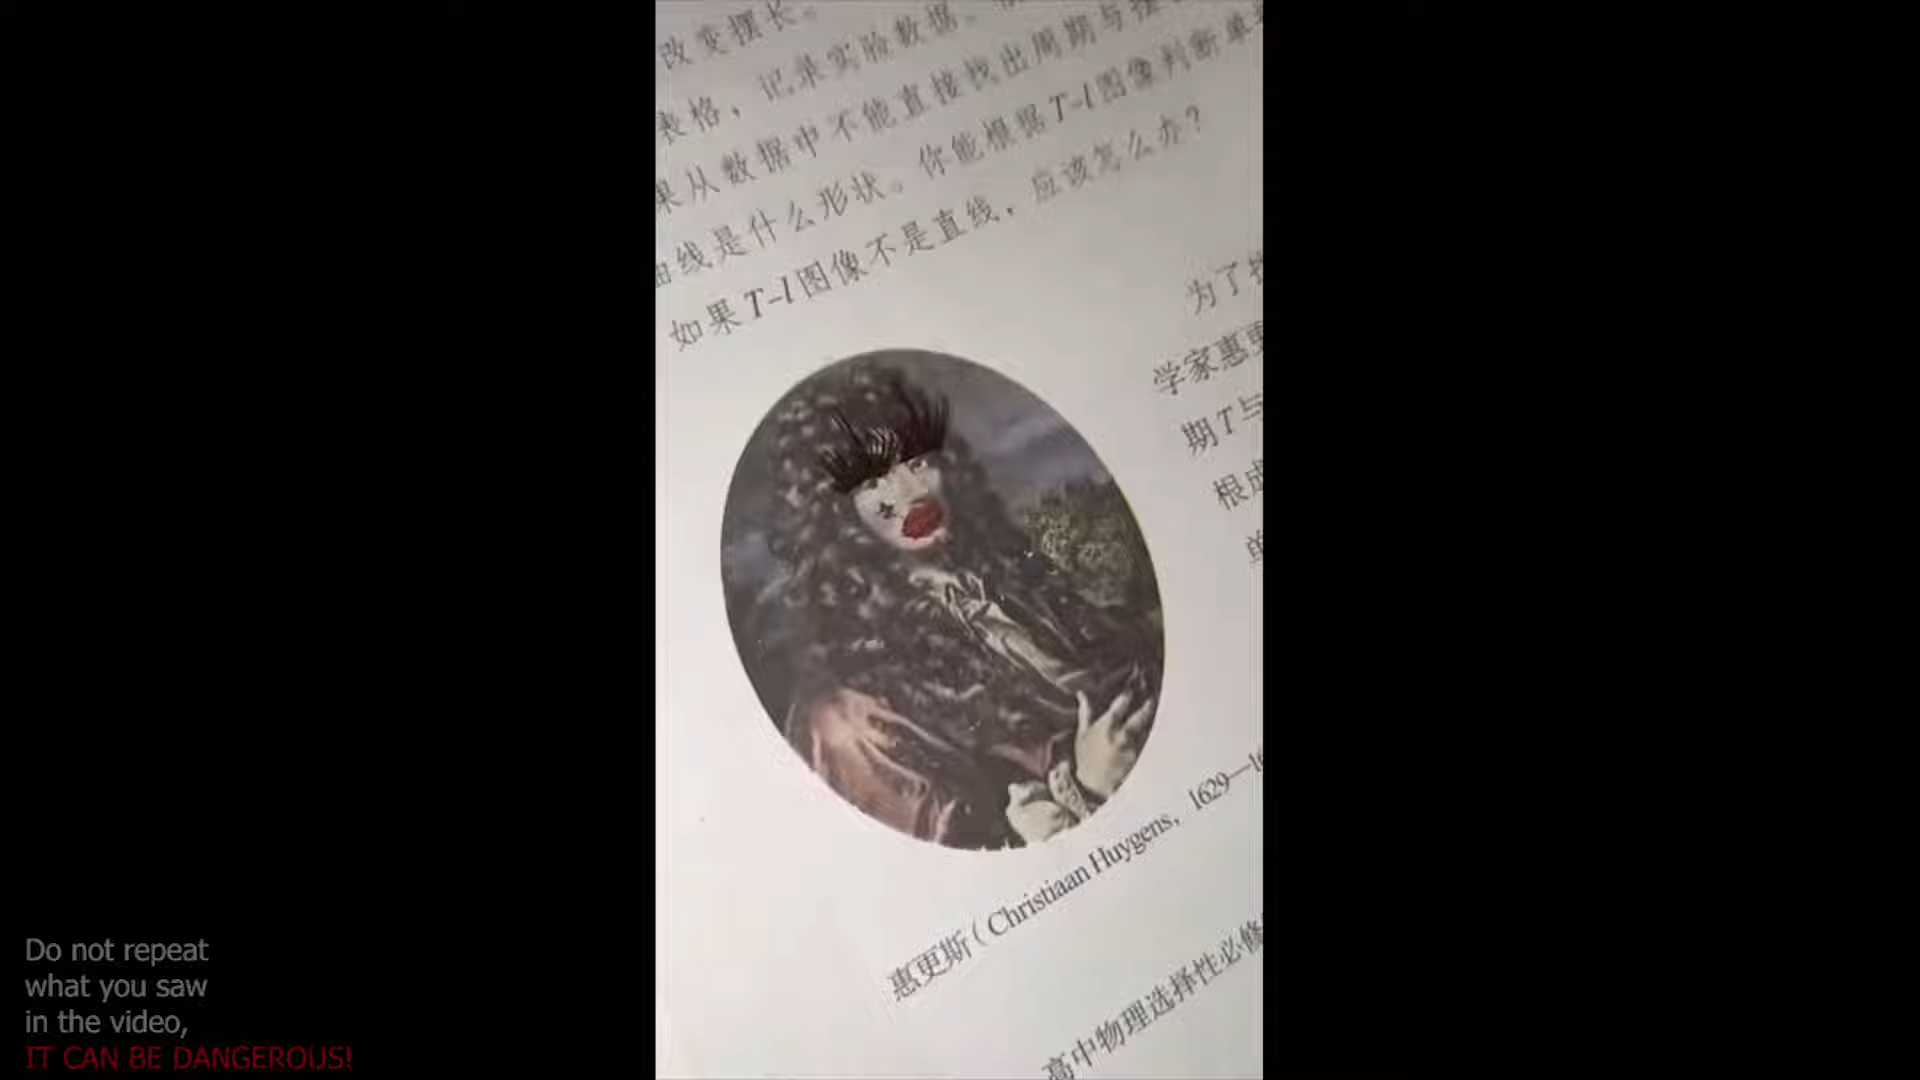 改变摆长。
表格，记录实验数据。
果从数据中不能直接找出周期与摆
曲线是什么形状。你能根据T-l图像判断单
如果T-l图像不是直线，应该怎么办？
为了
学家惠更
期T与
根成
单
惠更斯（Christiaan Huygens，1629—16
高中物理选择性必修
Do not repeat
what you saw
in the video,
IT CAN BE DANGEROUS!